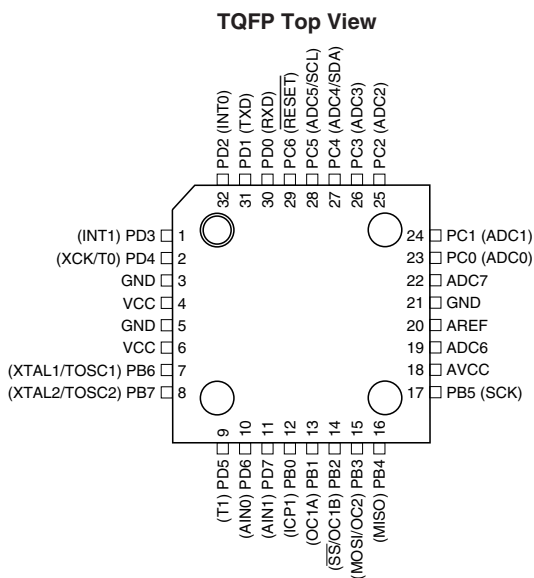 TQFP Top View
PD2 (INT0)
PD1 (TXD)
PD0 (RXD)
PC6 (RESET)
PC5 (ADC5/SCL)
PC4 (ADC4/SDA)
PC3 (ADC3)
PC2 (ADC2)
32
31
30
29
28
27
26
25
(INT1) PD3 1
(XCK/T0) PD4 2
GND 3
VCC 4
GND 5
VCC 6
(XTAL1/TOSC1) PB6 7
(XTAL2/TOSC2) PB7 8
24 PC1 (ADC1)
23 PC0 (ADC0)
22 ADC7
21 GND
20 AREF
19 ADC6
18 AVCC
17 PB5 (SCK)
9
10
11
12
13
14
15
16
(T1) PD5
(AIN0) PD6
(AIN1) PD7
(ICP1) PB0
(OC1A) PB1
(SS/OC1B) PB2
(MOSI/OC2) PB3
(MISO) PB4